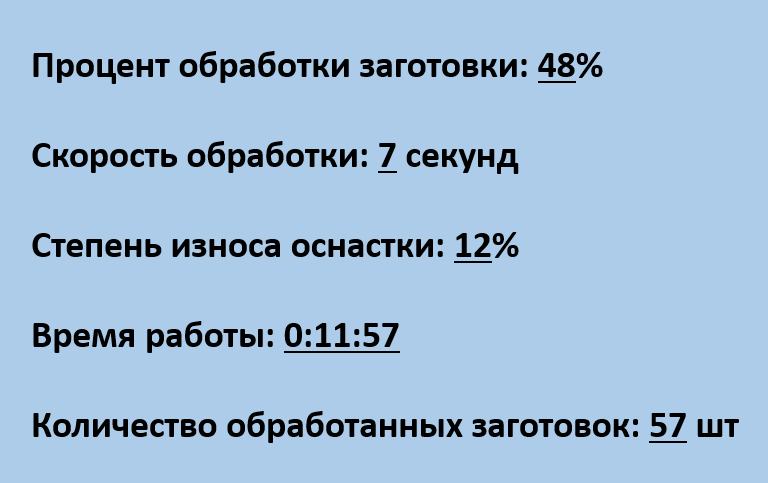 Процент обработки заготовки: 48%
Скорость обработки: 7 секунд
Степень износа оснастки: 12%
Время работы: 0:11:57
Количество обработанных заготовок: 57 шт